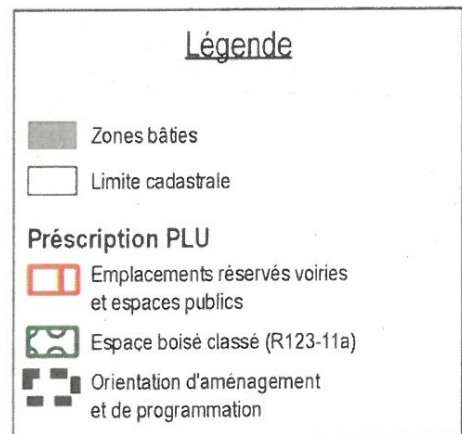 Légende
Zones bâties
Limite cadastrale
Préscription PLU
Emplacements réservés voiries
et espaces publics
Espace boisé classé (R123-11a)
Orientation d'aménagement
et de programmation